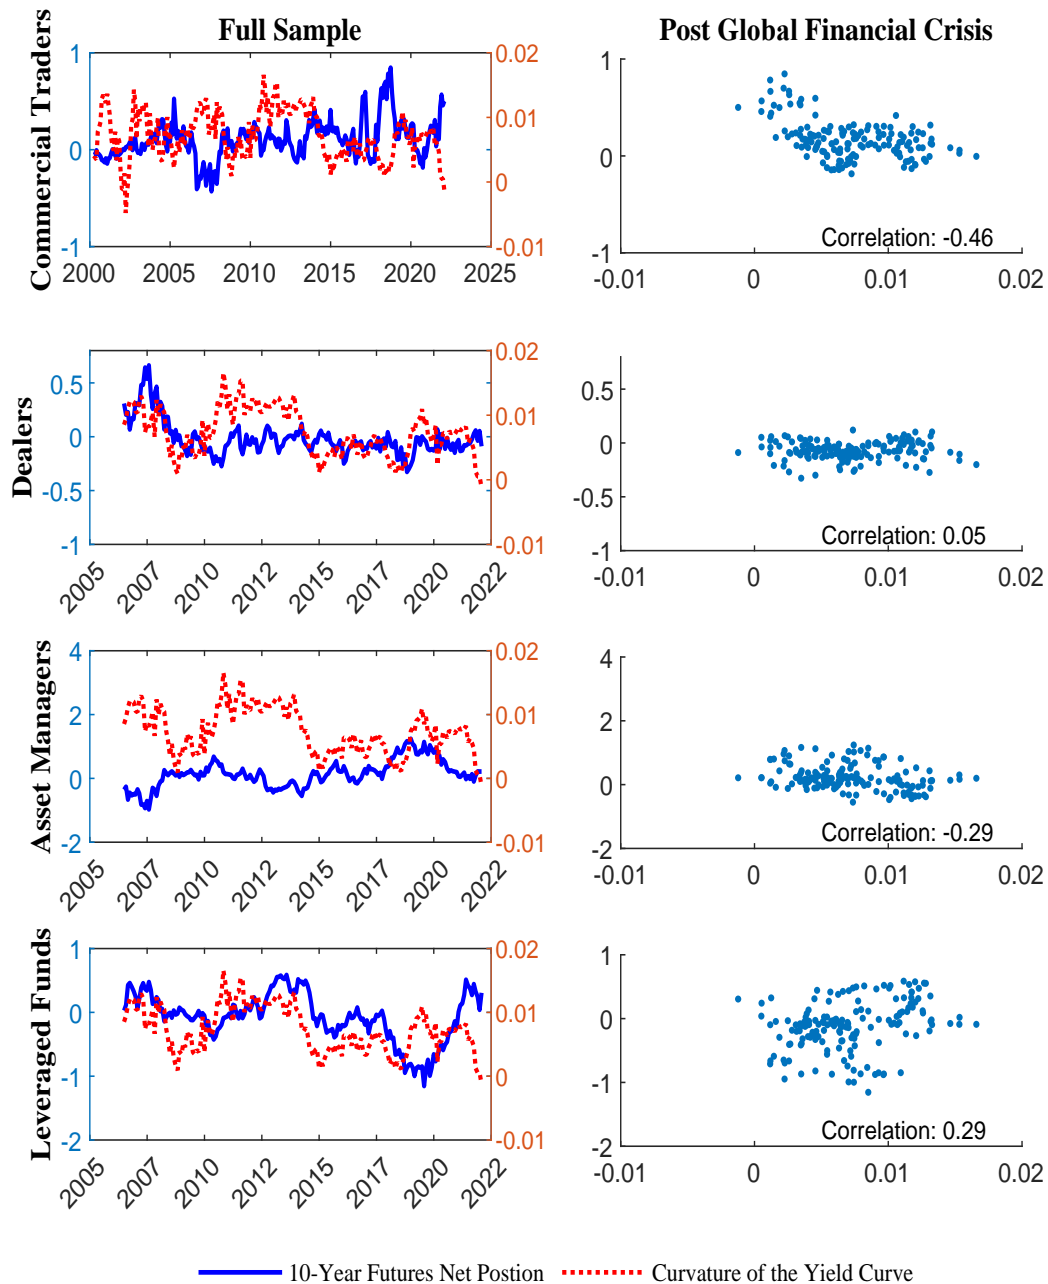 Full Sample
Post Global Financial Crisis
Commercial Traders
1
0
-1
0.02
0.01
0
-0.01
2000 2005 2010 2015 2020 2025
1
0
-1
Correlation: -0.46
-0.01 0 0.01 0.02
Dealers
0.5
0
-0.5
-1
0.02
0.01
0
-0.01
2005 2007 2010 2012 2015 2017 2020 2022
0.5
0
-0.5
-1
Correlation: 0.05
-0.01 0 0.01 0.02
Asset Managers
4
2
0
-2
0.02
0.01
0
-0.01
2005 2007 2010 2012 2015 2017 2020 2022
4
2
0
-2
Correlation: -0.29
-0.01 0 0.01 0.02
Leveraged Funds
1
0
-1
-2
0.02
0.01
0
-0.01
2005 2007 2010 2012 2015 2017 2020 2022
1
0
-1
-2
Correlation: 0.29
-0.01 0 0.01 0.02
10-Year Futures Net Postion
Curvature of the Yield Curve